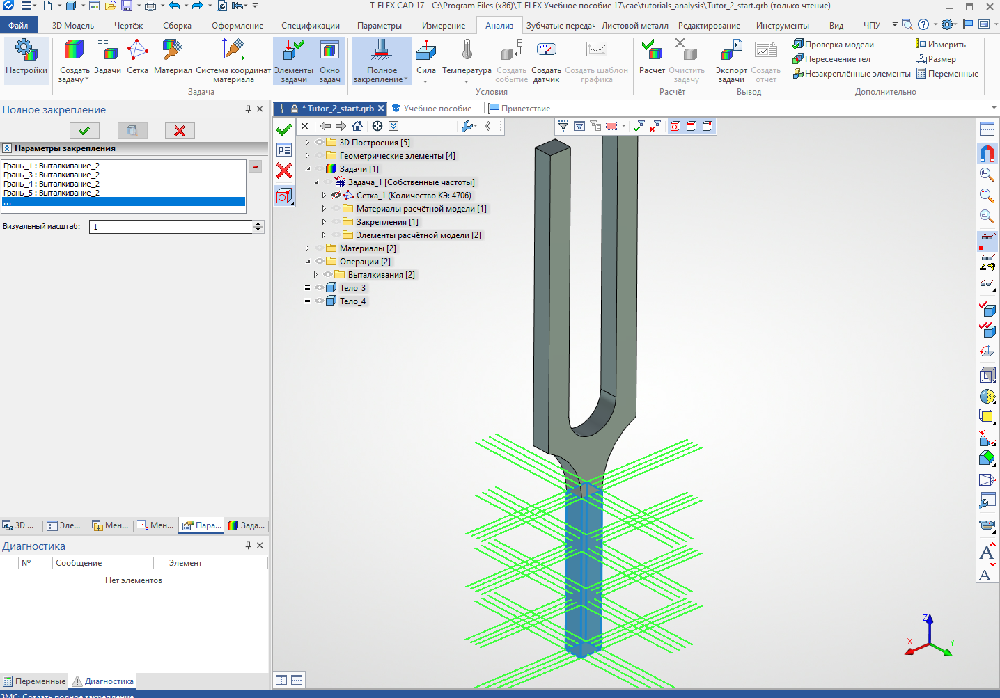 T-FLEX CAD 17 - C:\Program Files (x86)\T-FLEX Учебное пособие 17\cae\tutorials_analysis\Tutor_2_start.grb (только чтение)
Файл
3D Модель
Чертёж
Сборка
Оформление
Спецификации
Параметры
Измерение
Анализ
Зубчатые передач
Листовой металл
Редактирование
Инструменты
Вид
ЧПУ
Настройки
Создать задачу
Задачи
Сетка
Материал
Система координат материала
Элементы задачи
Окно задач
Полное закрепление
Сила
Температура
Создать событие
Создать датчик
Создать шаблон графика
Расчёт
Очистить задачу
Экспорт задачи
Создать отчёт
Проверка модели
Пересечение тел
Незакреплённые элементы
Измерить
Размер
Переменные
Задача
Условия
Расчёт
Вывод
Дополнительно
Полное закрепление
Параметры закрепления
Грань_1 : Выталкивание_2
Грань_3 : Выталкивание_2
Грань_4 : Выталкивание_2
Грань_5 : Выталкивание_2
...
Визуальный масштаб: 1
3D ...
Эле...
Мен...
Мен...
Пара...
Зада...
Диагностика
№
Сообщение
Элемент
Нет элементов
Переменные
Диагностика
ЗМС: Создать полное закрепление
* Tutor_2_start.grb
Учебное пособие
Приветствие
3D Построения [5]
Геометрические элементы [4]
Задачи [1]
Задача_1 [Собственные частоты]
Сетка_1 (Количество КЭ: 4706)
Материалы расчётной модели [1]
Закрепления [1]
Элементы расчётной модели [2]
Материалы [2]
Операции [2]
Выталкивания [2]
Тело_3
Тело_4
Z
X
Y
A
A